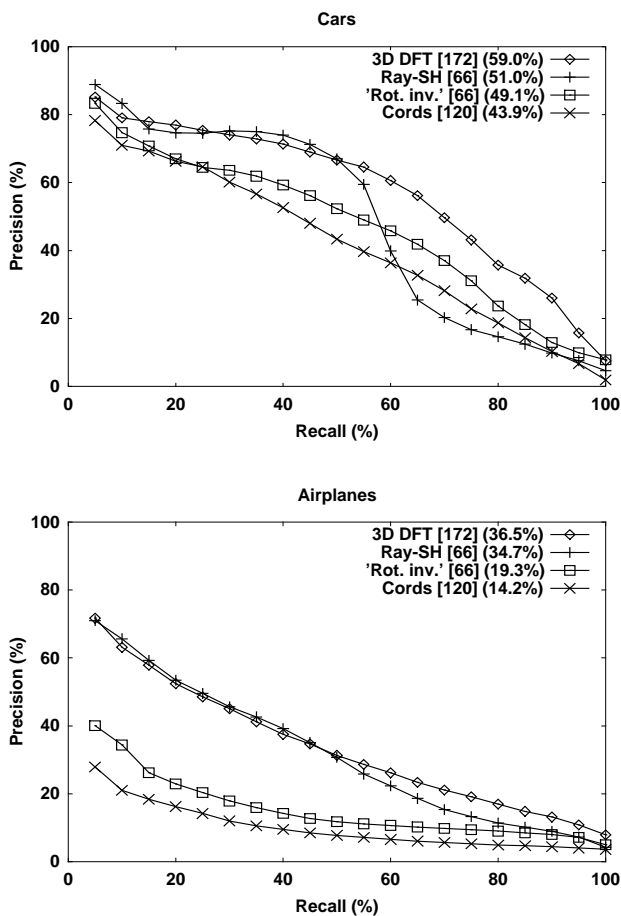 Cars
100
80
60
40
20
0
Precision (%)
3D DFT [172] (59.0%)
Ray-SH [66] (51.0%)
'Rot. inv.' [66] (49.1%)
Cords [120] (43.9%)
0 20 40 60 80 100
Recall (%)
Airplanes
100
80
60
40
20
0
Precision (%)
3D DFT [172] (36.5%)
Ray-SH [66] (34.7%)
'Rot. inv.' [66] (19.3%)
Cords [120] (14.2%)
0 20 40 60 80 100
Recall (%)